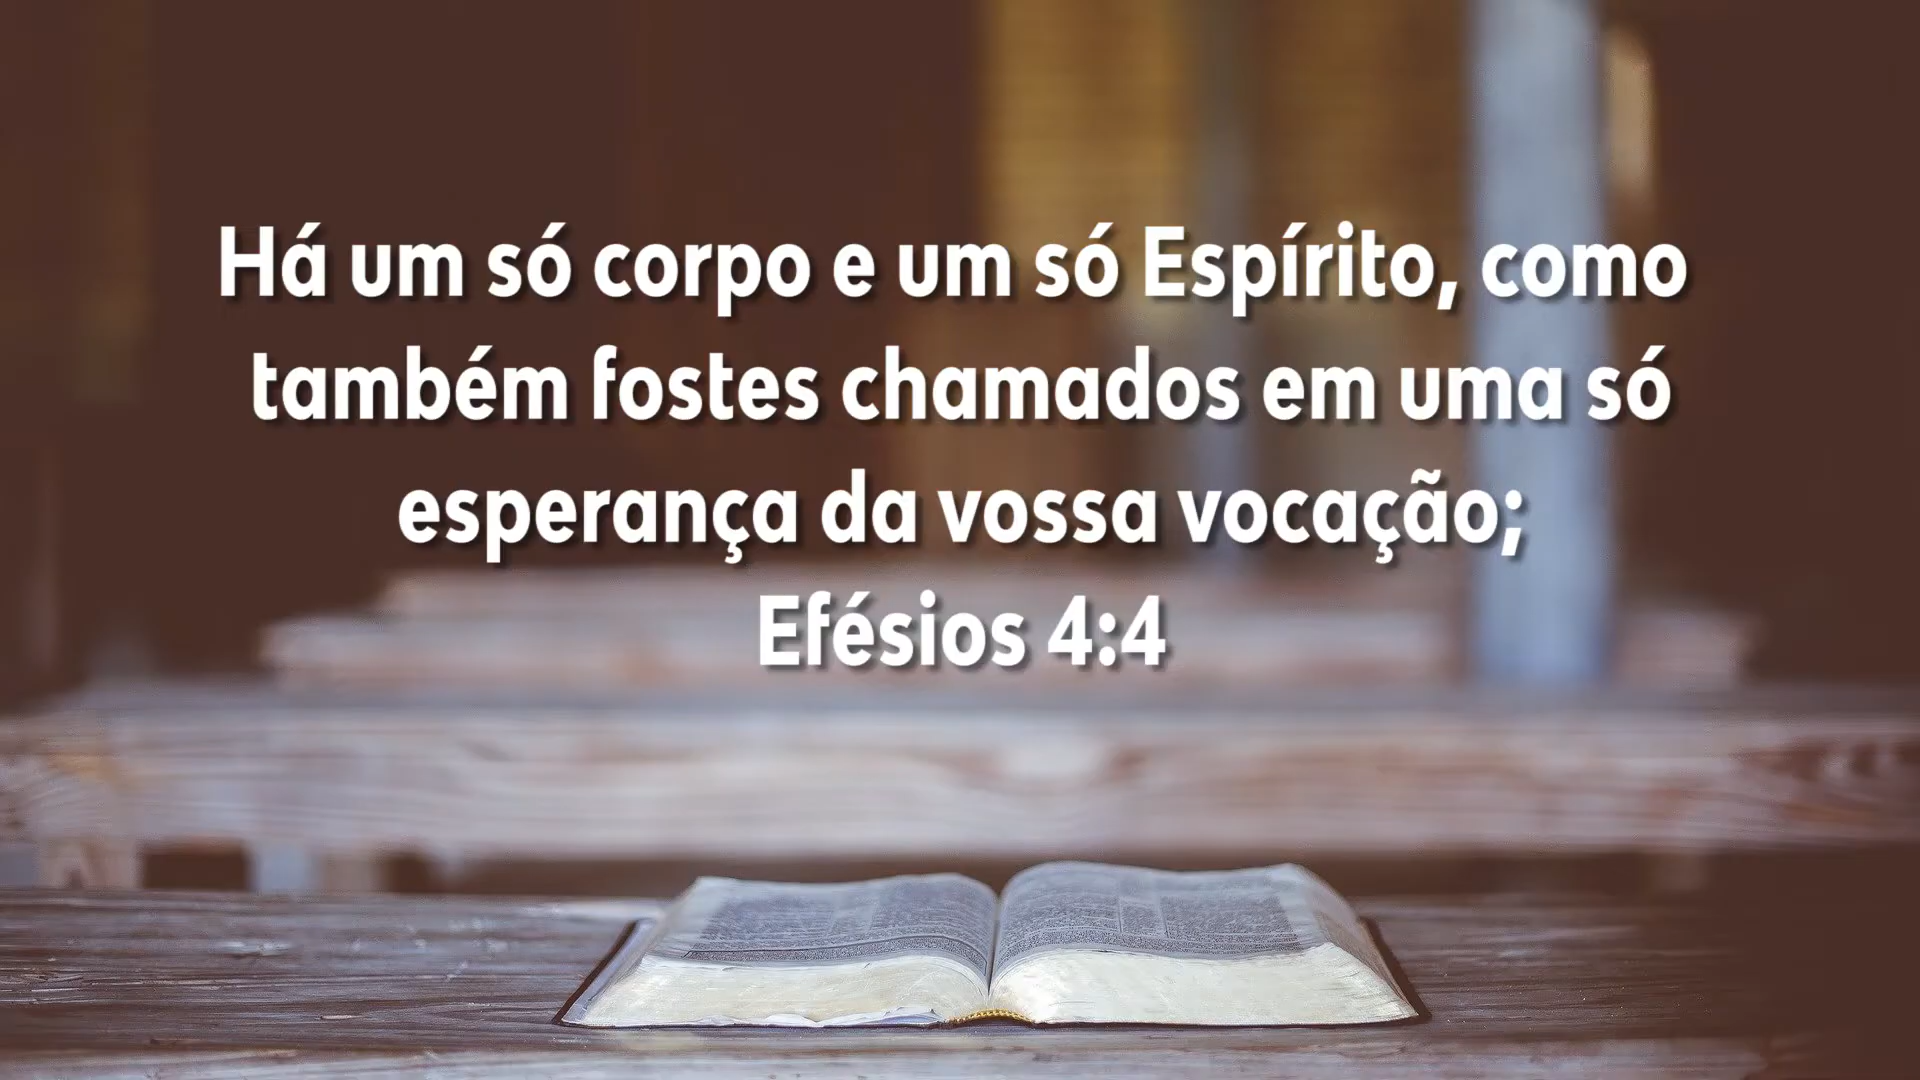 Há um só corpo e um só Espírito, como
também fostes chamados em uma só
esperança da vossa vocação;
Efésios 4:4